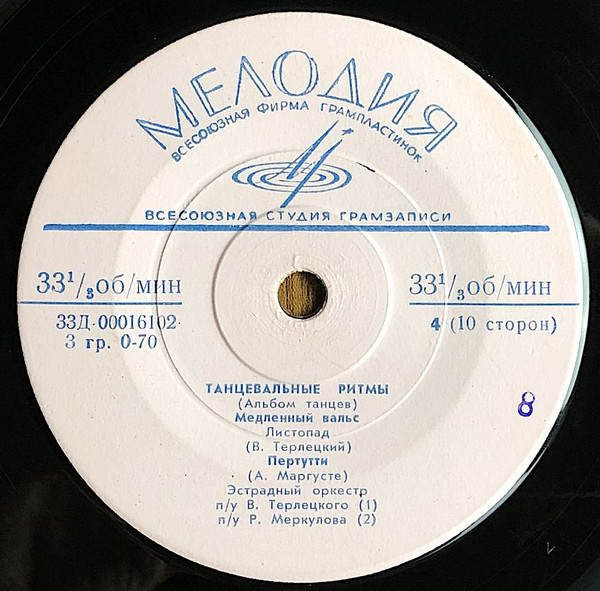 МЕЛОДИЯ
ВСЕСОЮЗНАЯ ФИРМА ГРАМПЛАСТИНОК
ВСЕСОЮЗНАЯ СТУДИЯ ГРАМЗАПИСИ
33¹/₃об/мин
33¹/₃об/мин
33Д-00016102
3 гр. 0-70
4 (10 сторон)
8
ТАНЦЕВАЛЬНЫЕ РИТМЫ
(Альбом танцев)
Медленный вальс
Листопад
(В. Терлецкий)
Пертутти
(А. Маргусте)
Эстрадный оркестр
п/у В. Терлецкого (1)
п/у Р. Меркулова (2)